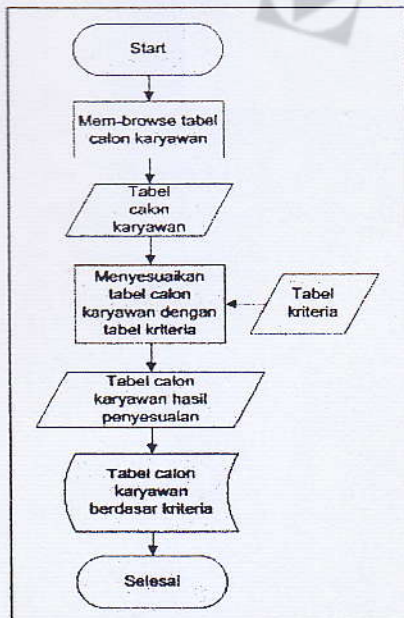 Start
Mem-browse tabel
calon karyawan
Tabel
calon
karyawan
Menyesuaikan
tabel calon
karyawan dengan
tabel kriteria
Tabel
kriteria
Tabel calon
karyawan hasil
penyesuaian
Tabel calon
karyawan
berdasar kriteria
Selesai